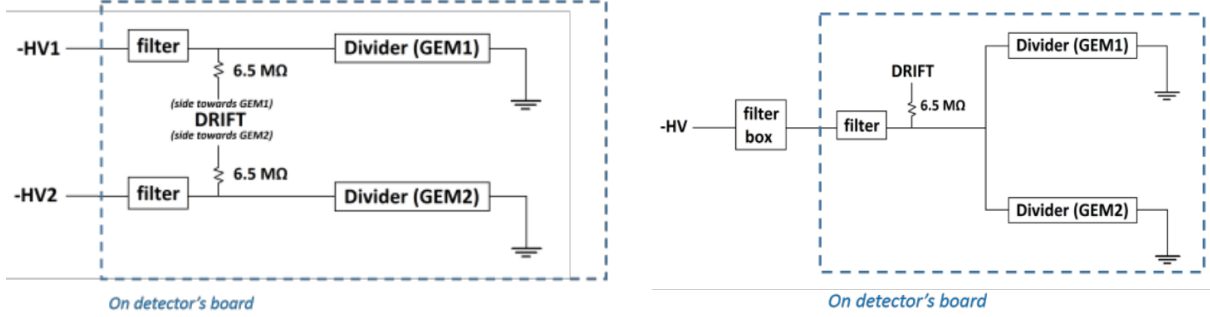 -HV1
filter
Divider (GEM1)
6.5 MΩ
(side towards GEM1)
DRIFT
(side towards GEM2)
6.5 MΩ
-HV2
filter
Divider (GEM2)
On detector's board
Divider (GEM1)
DRIFT
6.5 MΩ
-HV
filter
box
filter
Divider (GEM2)
On detector's board